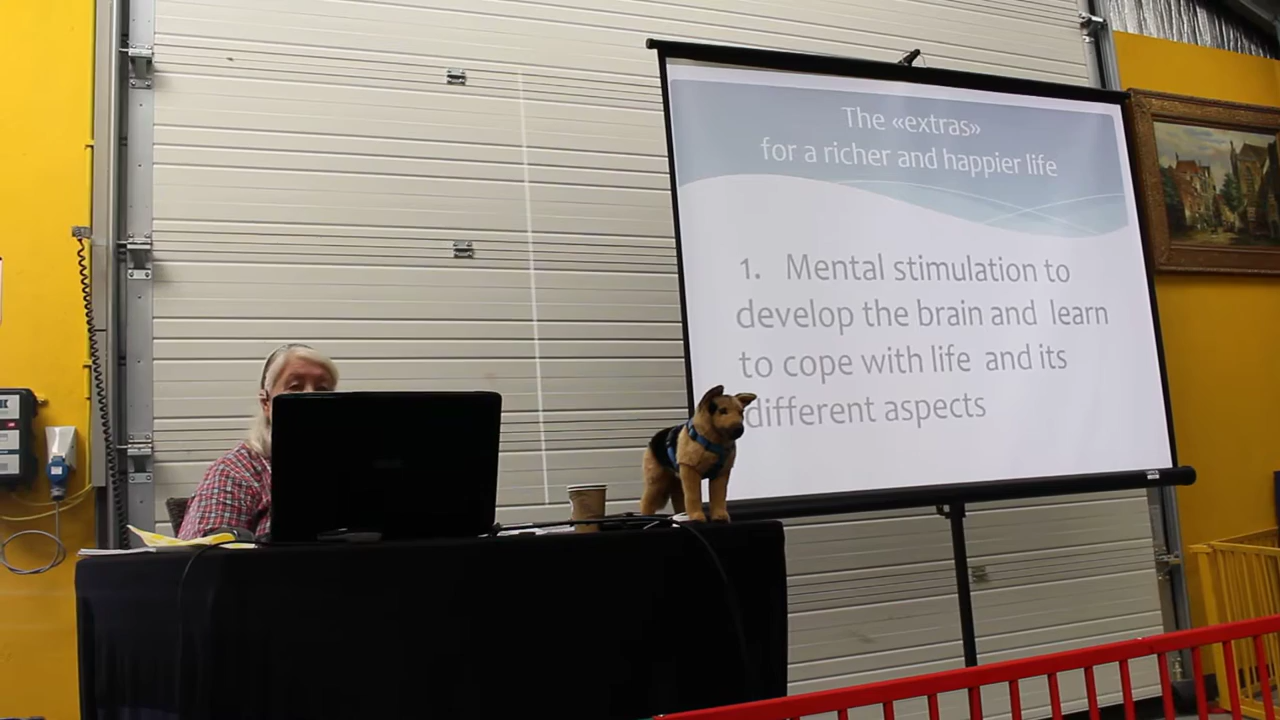 The «extras»
for a richer and happier life
1. Mental stimulation to
develop the brain and learn
to cope with life and its
different aspects